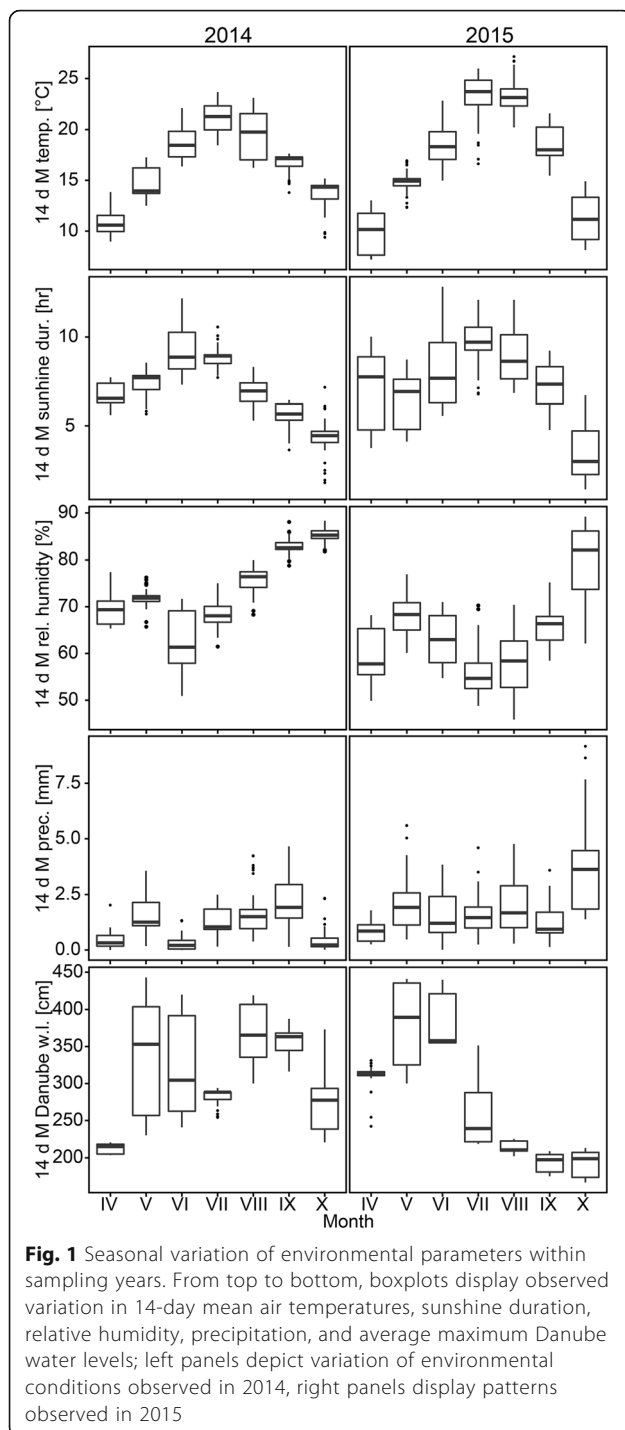 2014 2015
14 d M temp. [°C]
25
20
15
10
14 d M sunhine dur. [hr]
10
5
14 d M rel. humidty [%]
90
80
70
60
50
14 d M prec. [mm]
7.5
5.0
2.5
0.0
14 d M Danube w.l. [cm]
450
400
350
300
250
200
IV V VI VII VIII IX X IV V VI VII VIII IX X
Month
Fig. 1 Seasonal variation of environmental parameters within
sampling years. From top to bottom, boxplots display observed
variation in 14-day mean air temperatures, sunshine duration,
relative humidity, precipitation, and average maximum Danube
water levels; left panels depict variation of environmental
conditions observed in 2014, right panels display patterns
observed in 2015